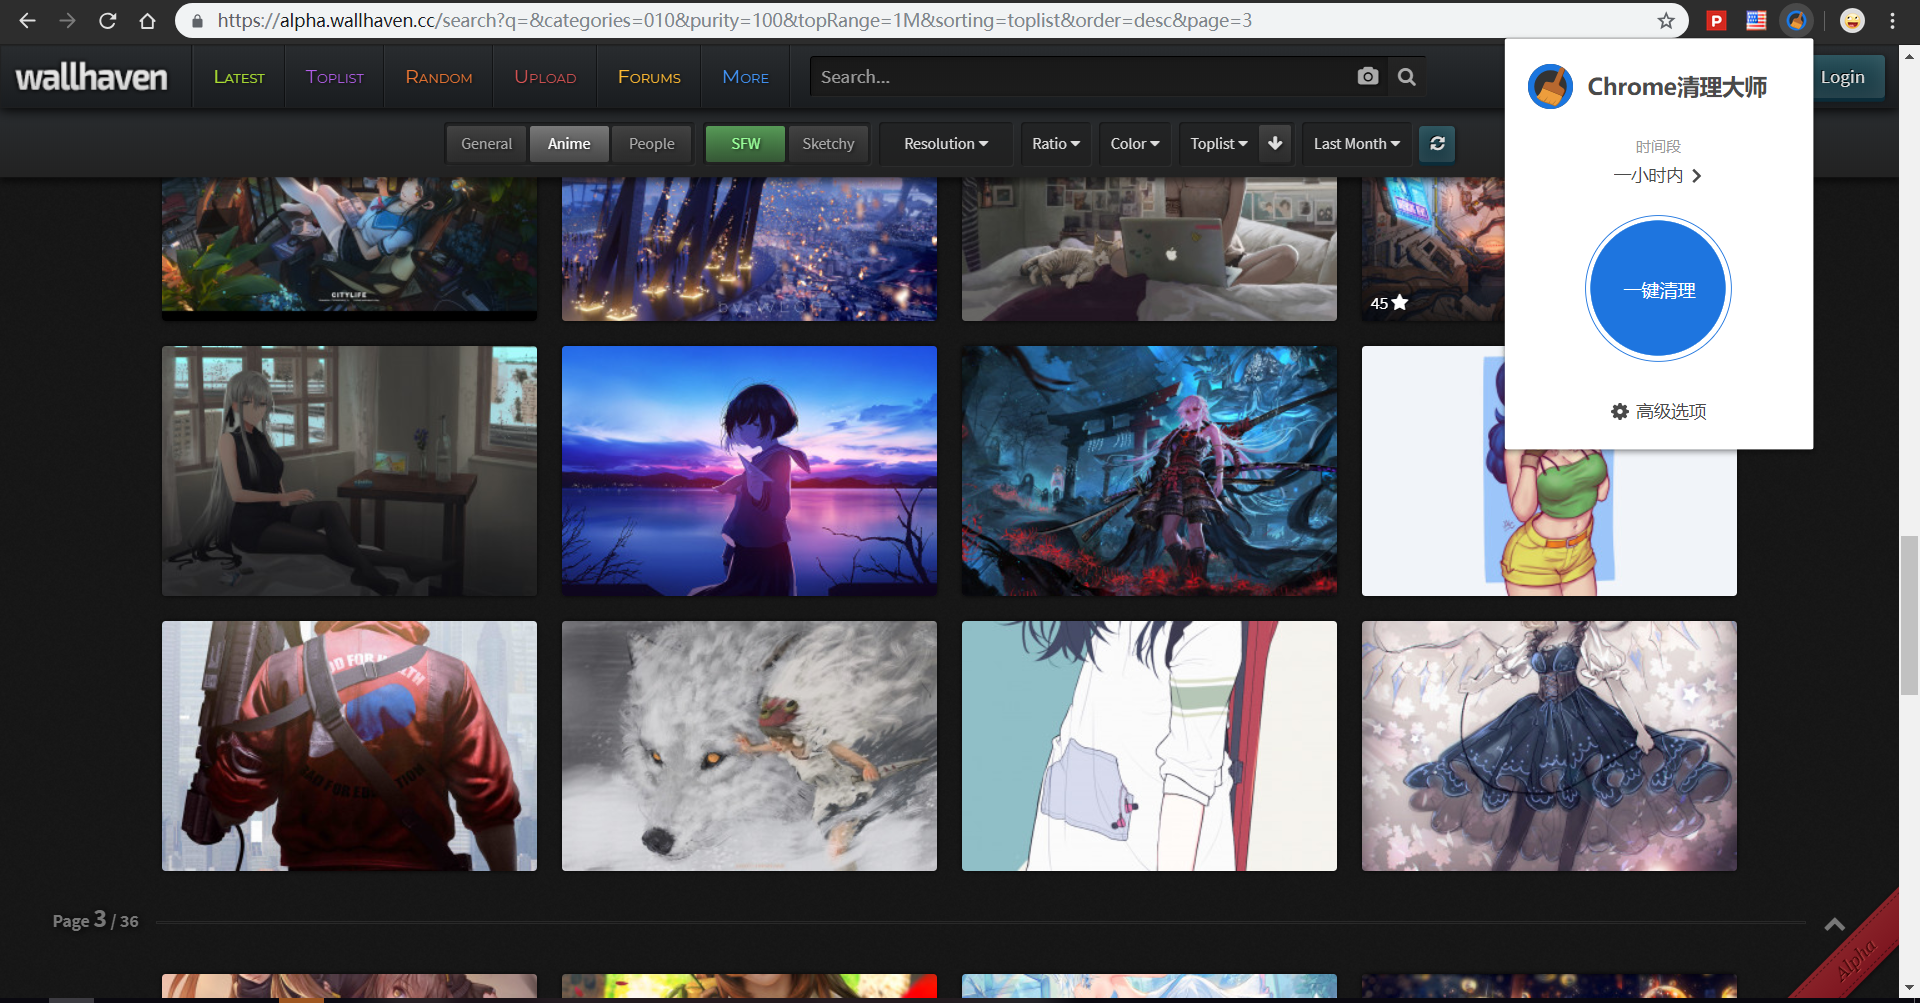 https://alpha.wallhaven.cc/search?q=&categories=010&purity=100&topRange=1M&sorting=toplist&order=desc&page=3
wallhaven
Latest
Toplist
Random
Upload
Forums
More
Search...
Login
General
Anime
People
SFW
Sketchy
Resolution
Ratio
Color
Toplist
Last Month
Chrome清理大师
时间段
一小时内
一键清理
高级选项
CITYLIFE
45
Page 3 / 36
Alpha